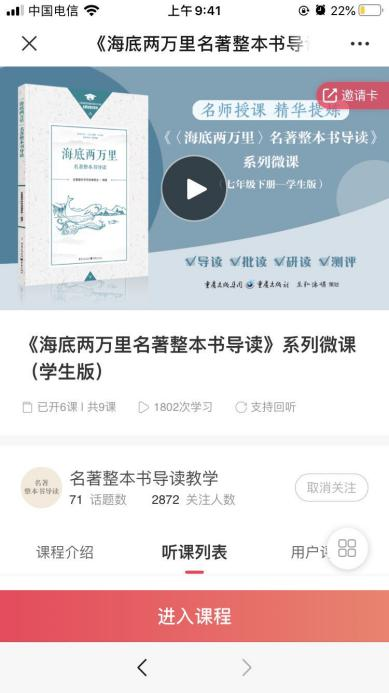 中国电信
上午9:41
22%
《海底两万里名著整本书导
邀请卡
名师授课 精华提炼
《〈海底两万里〉名著整本书导读》
系列微课
（七年级下册—学生版）
导读 批读 研读 测评
重庆出版集团 重庆出版社
策划
海底两万里
名著整本书导读
《海底两万里名著整本书导读》系列微课
（学生版）
已开6课 | 共9课
1802次学习
支持回听
名著
整本书导读
名著整本书导读教学
71 话题数 2872 关注人数
取消关注
课程介绍
听课列表
用户评
进入课程